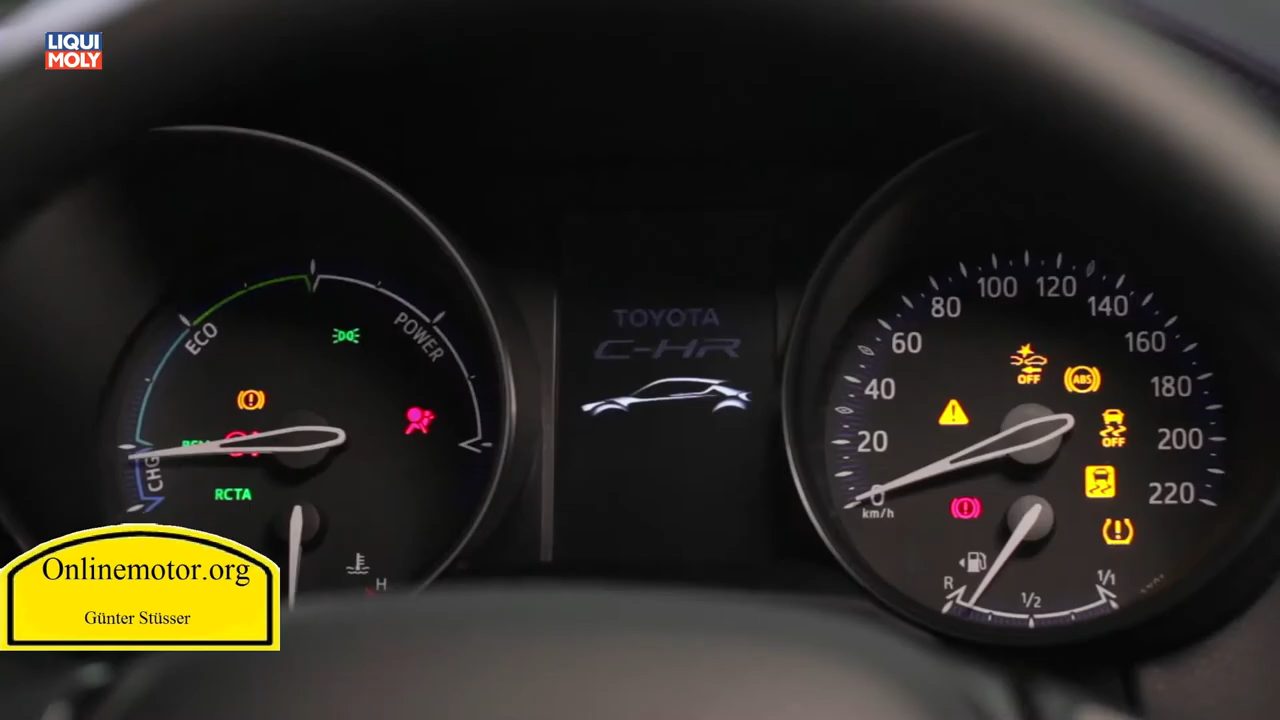 LIQUI
MOLY
100
120
80
140
TOYOTA
C-HR
60
160
ECO
POWER
OFF
ABS
40
180
OFF
20
200
CHG
RCTA
0
km/h
220
R
1/2
1/1
H
Onlinemotor.org
Günter Stüsser